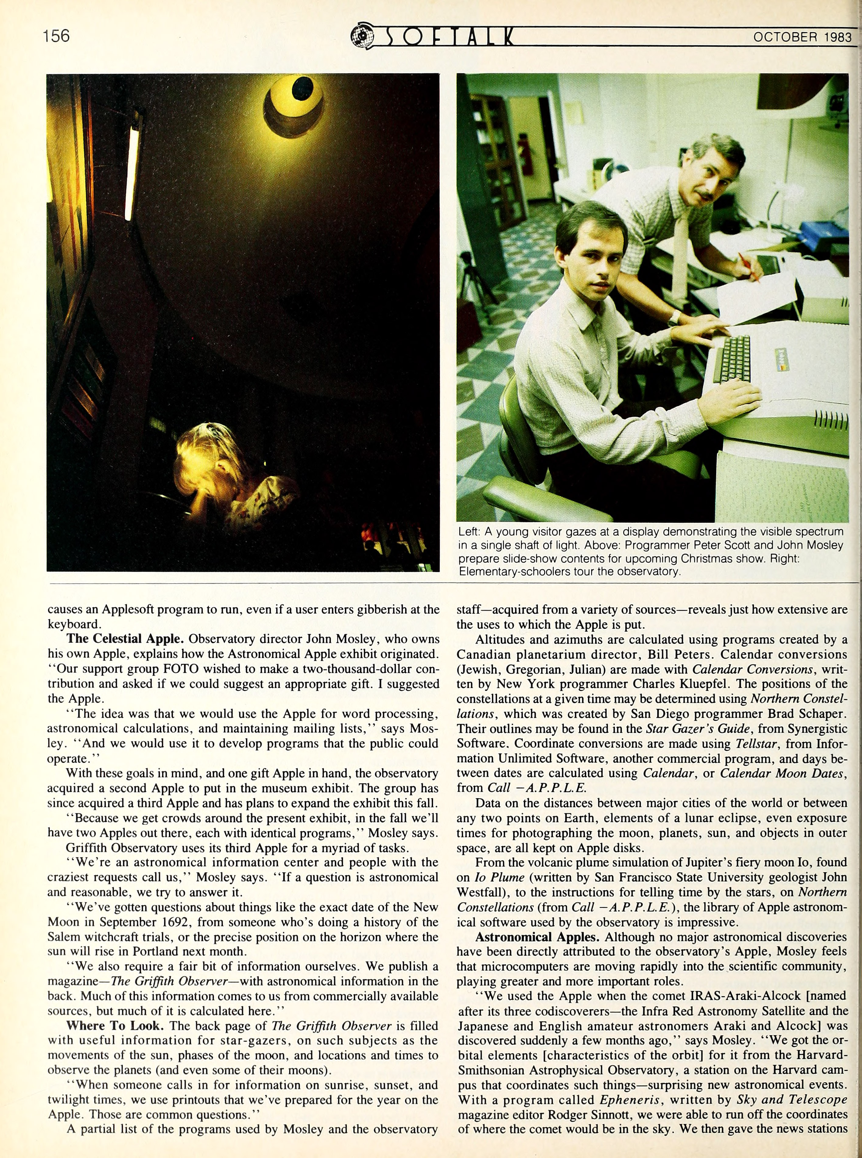 156
SOFTALK
OCTOBER 1983
Left: A young visitor gazes at a display demonstrating the visible spectrum
in a single shaft of light. Above: Programmer Peter Scott and John Mosley
prepare slide-show contents for upcoming Christmas show. Right:
Elementary-schoolers tour the observatory.
causes an Applesoft program to run, even if a user enters gibberish at the
keyboard.
The Celestial Apple. Observatory director John Mosley, who owns
his own Apple, explains how the Astronomical Apple exhibit originated.
‘‘Our support group FOTO wished to make a two-thousand-dollar con-
tribution and asked if we could suggest an appropriate gift. I suggested
the Apple.
‘‘The idea was that we would use the Apple for word processing,
astronomical calculations, and maintaining mailing lists,’’ says Mos-
ley. ‘‘And we would use it to develop programs that the public could
operate.’’
With these goals in mind, and one gift Apple in hand, the observatory
acquired a second Apple to put in the museum exhibit. The group has
since acquired a third Apple and has plans to expand the exhibit this fall.
‘‘Because we get crowds around the present exhibit, in the fall we’ll
have two Apples out there, each with identical programs,’’ Mosley says.
Griffith Observatory uses its third Apple for a myriad of tasks.
‘‘We’re an astronomical information center and people with the
craziest requests call us,’’ Mosley says. ‘‘If a question is astronomical
and reasonable, we try to answer it.
‘‘We’ve gotten questions about things like the exact date of the New
Moon in September 1692, from someone who’s doing a history of the
Salem witchcraft trials, or the precise position on the horizon where the
sun will rise in Portland next month.
‘‘We also require a fair bit of information ourselves. We publish a
magazine—The Griffith Observer—with astronomical information in the
back. Much of this information comes to us from commercially available
sources, but much of it is calculated here.’’
Where To Look. The back page of The Griffith Observer is filled
with useful information for star-gazers, on such subjects as the
movements of the sun, phases of the moon, and locations and times to
observe the planets (and even some of their moons).
‘‘When someone calls in for information on sunrise, sunset, and
twilight times, we use printouts that we’ve prepared for the year on the
Apple. Those are common questions.’’
A partial list of the programs used by Mosley and the observatory
staff—acquired from a variety of sources—reveals just how extensive are
the uses to which the Apple is put.
Altitudes and azimuths are calculated using programs created by a
Canadian planetarium director, Bill Peters. Calendar conversions
(Jewish, Gregorian, Julian) are made with Calendar Conversions, writ-
ten by New York programmer Charles Kluepfel. The positions of the
constellations at a given time may be determined using Northern Constel-
lations, which was created by San Diego programmer Brad Schaper.
Their outlines may be found in the Star Gazer’s Guide, from Synergistic
Software. Coordinate conversions are made using Tellstar, from Infor-
mation Unlimited Software, another commercial program, and days be-
tween dates are calculated using Calendar, or Calendar Moon Dates,
from Call —A.P.P.L.E.
Data on the distances between major cities of the world or between
any two points on Earth, elements of a lunar eclipse, even exposure
times for photographing the moon, planets, sun, and objects in outer
space, are all kept on Apple disks.
From the volcanic plume simulation of Jupiter’s fiery moon Io, found
on Io Plume (written by San Francisco State University geologist John
Westfall), to the instructions for telling time by the stars, on Northern
Constellations (from Call —A.P.P.L.E.), the library of Apple astronom-
ical software used by the observatory is impressive.
Astronomical Apples. Although no major astronomical discoveries
have been directly attributed to the observatory’s Apple, Mosley feels
that microcomputers are moving rapidly into the scientific community,
playing greater and more important roles.
‘‘We used the Apple when the comet IRAS-Araki-Alcock [named
after its three codiscoverers—the Infra Red Astronomy Satellite and the
Japanese and English amateur astronomers Araki and Alcock] was
discovered suddenly a few months ago,’’ says Mosley. ‘‘We got the or-
bital elements [characteristics of the orbit] for it from the Harvard-
Smithsonian Astrophysical Observatory, a station on the Harvard cam-
pus that coordinates such things—surprising new astronomical events.
With a program called Epheneris, written by Sky and Telescope
magazine editor Rodger Sinnott, we were able to run off the coordinates
of where the comet would be in the sky. We then gave the news stations